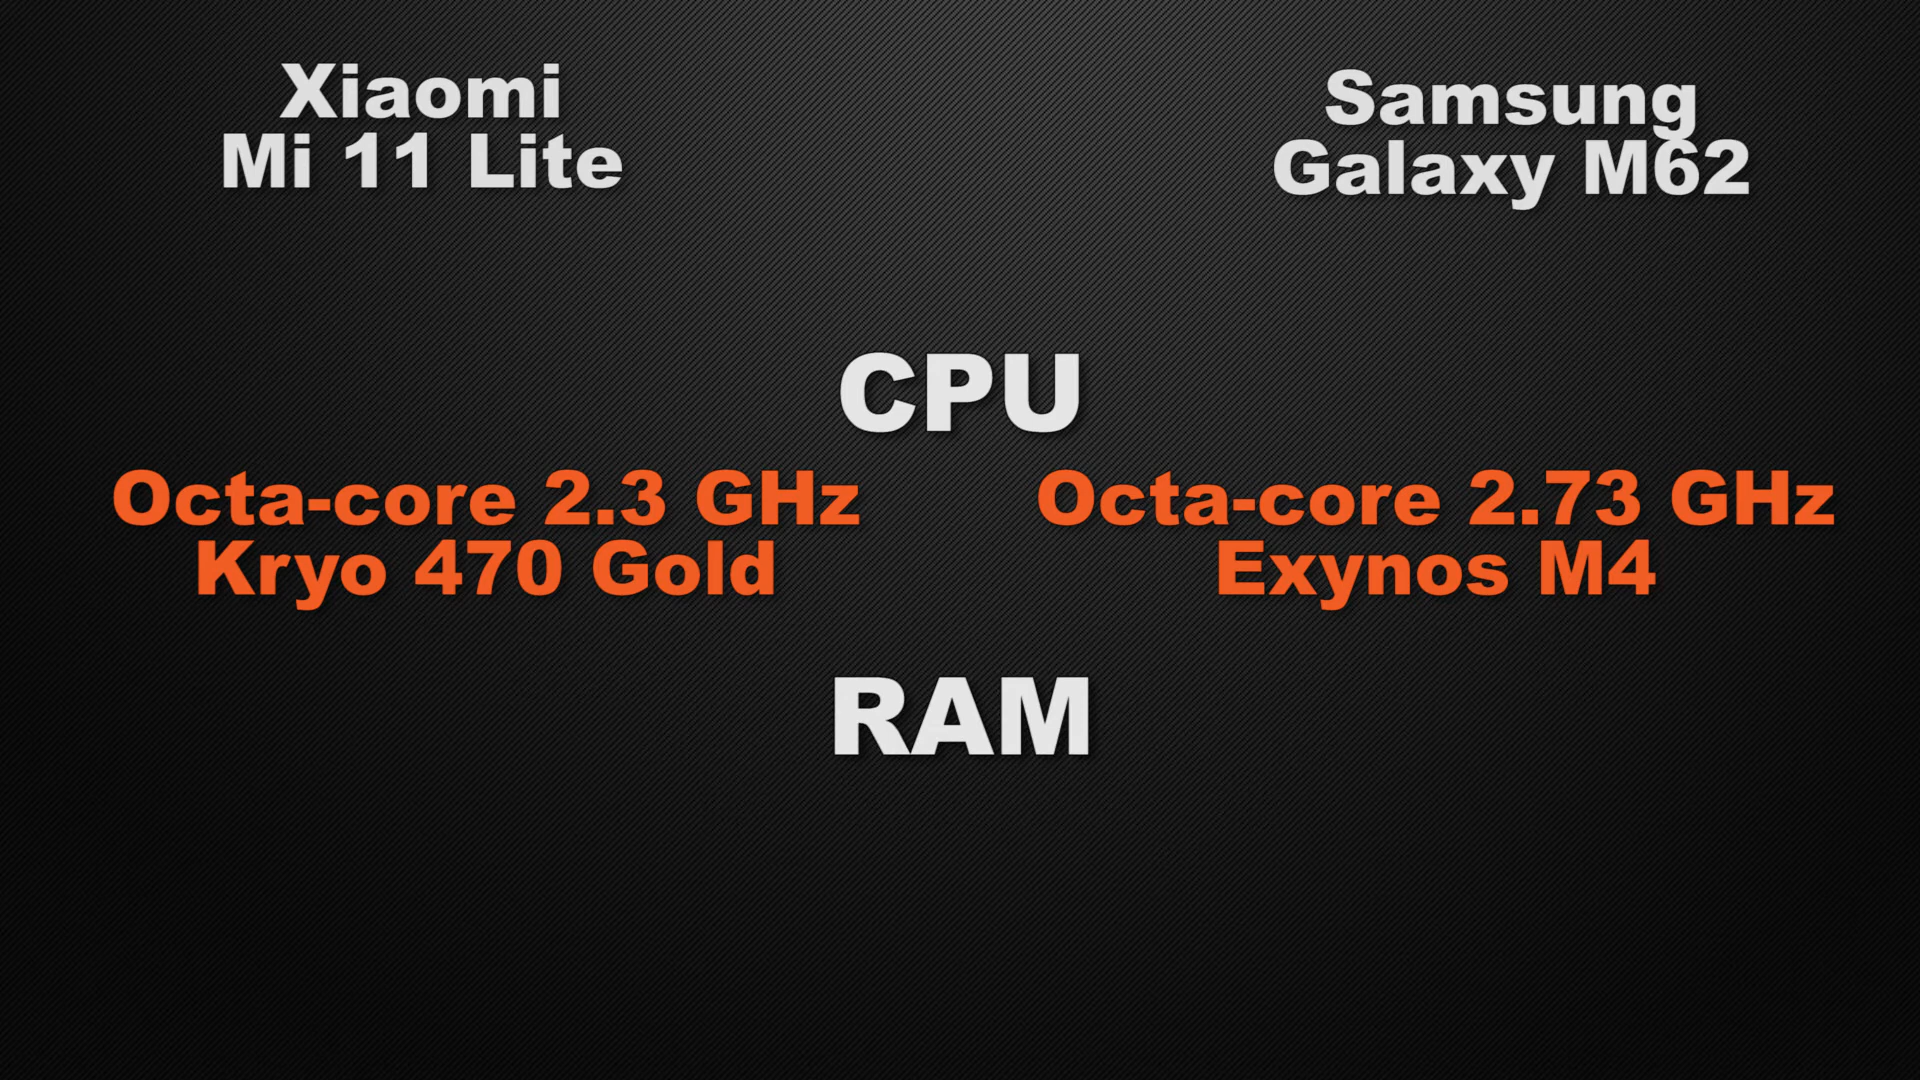 Xiaomi
Mi 11 Lite
Samsung
Galaxy M62
CPU
Octa-core 2.3 GHz
Kryo 470 Gold
Octa-core 2.73 GHz
Exynos M4
RAM